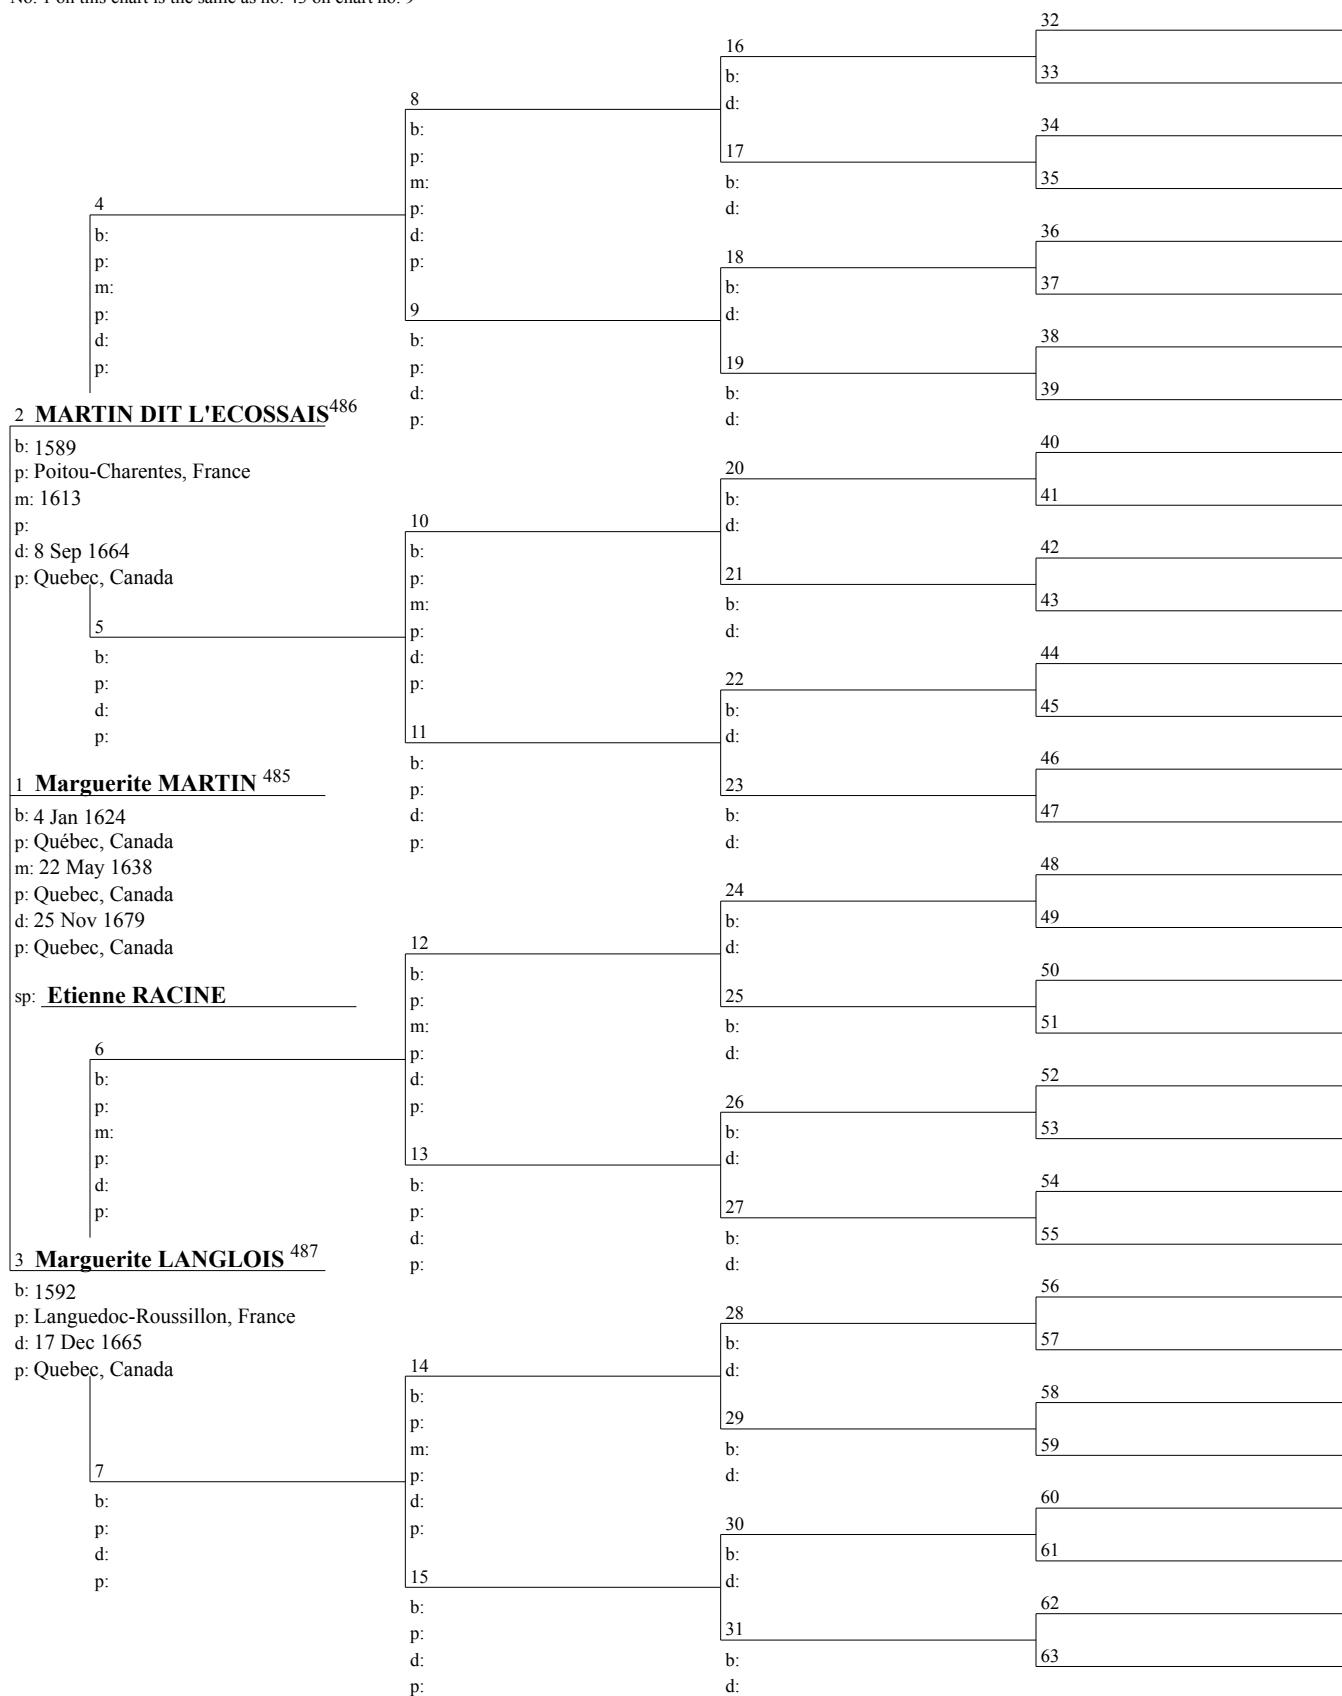 No. 1 on this chart is the same as no. on chart no. 9
4
b:
p:
m:
p:
d:
p:
2 MARTIN DIT L'ECOSSAIS486
b: 1589
p: Poitou-Charentes, France
m: 1613
p:
d: 8 Sep 1664
p: Quebec, Canada
5
b:
p:
d:
p:
1 Marguerite MARTIN 485
b: 4 Jan 1624
p: Québec, Canada
m: 22 May 1638
p: Quebec, Canada
d: 25 Nov 1679
p: Quebec, Canada
sp: Etienne RACINE
6
b:
p:
m:
p:
d:
p:
3 Marguerite LANGLOIS 487
b: 1592
p: Languedoc-Roussillon, France
d: 17 Dec 1665
p: Quebec, Canada
7
b:
p:
d:
p:
8
b:
p:
m:
p:
d:
p:
9
b:
p:
d:
p:
10
b:
p:
m:
p:
d:
p:
11
b:
p:
d:
p:
12
b:
p:
m:
p:
d:
p:
13
b:
p:
d:
p:
14
b:
p:
m:
p:
d:
p:
15
b:
p:
d:
p:
16
b:
d:
17
b:
d:
18
b:
d:
19
b:
d:
20
b:
d:
21
b:
d:
22
b:
d:
23
b:
d:
24
b:
d:
25
b:
d:
26
b:
d:
27
b:
d:
28
b:
d:
29
b:
d:
30
b:
d:
31
b:
d:
32
33
34
35
36
37
38
39
40
41
42
43
44
45
46
47
48
49
50
51
52
53
54
55
56
57
58
59
60
61
62
63